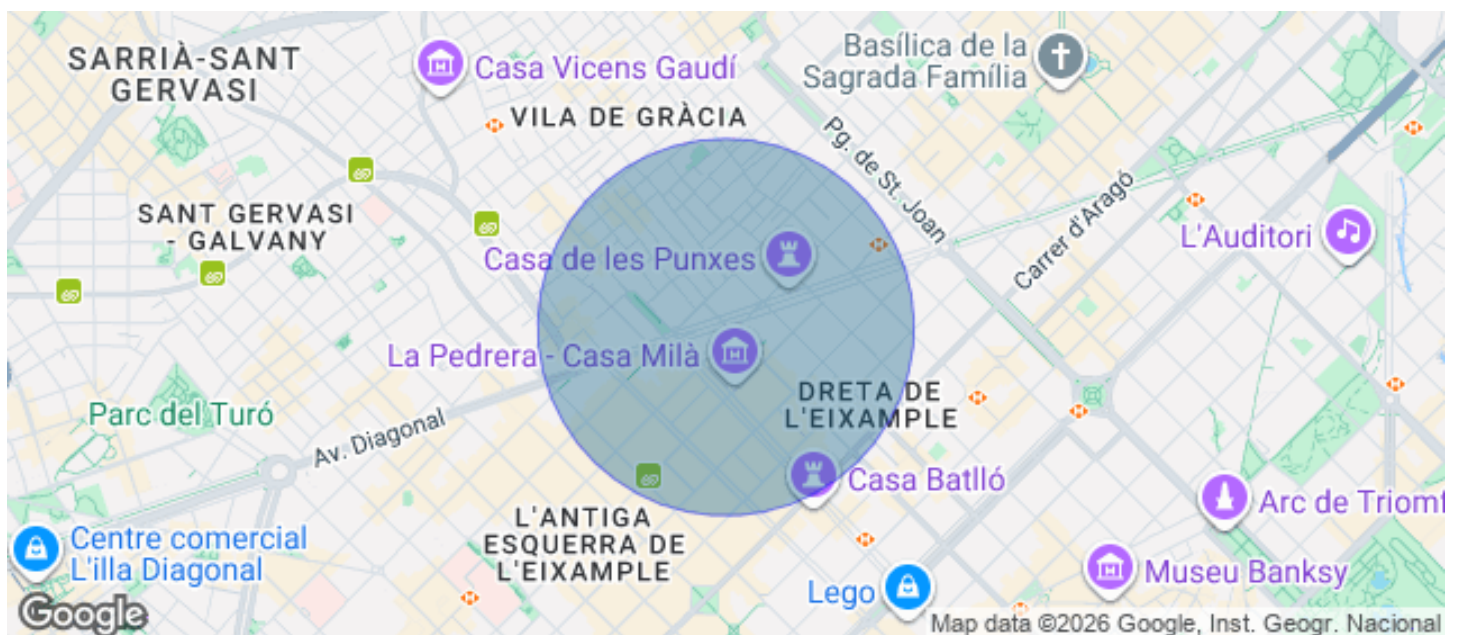 SARRIÀ-SANT
GERVASI
Casa Vicens Gaudí
Basílica de la
Sagrada Família
VILA DE GRÀCIA
Pg. de St. Joan
SANT GERVASI
- GALVANY
Carrer d'Aragó
L'Auditori
Casa de les Punxes
La Pedrera - Casa Milà
DRETA DE
L'EIXAMPLE
Parc del Turó
Av. Diagonal
Casa Batlló
Arc de Triomf
L'ANTIGA
ESQUERRA DE
L'EIXAMPLE
Centre comercial
L'illa Diagonal
Museu Banksy
Lego
Google
Map data ©2026 Google, Inst. Geogr. Nacional